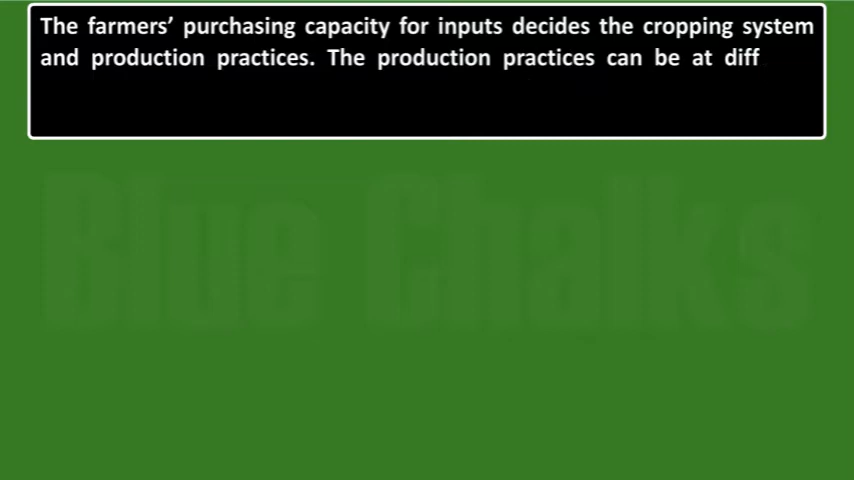 The farmers’ purchasing capacity for inputs decides the cropping system
and production practices. The production practices can be at diff
Blue Chalks